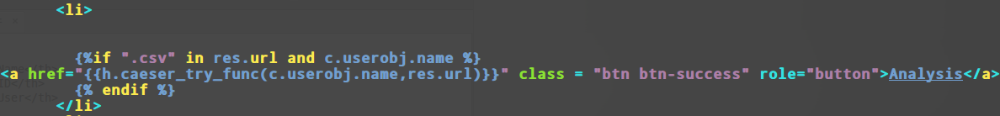 <li>
{%if ".csv" in res.url and c.userobj.name %}
<a href="{{h.caeser_try_func(c.userobj.name,res.url)}}" class = "btn btn-success" role="button">Analysis</a>
{% endif %}
</li>